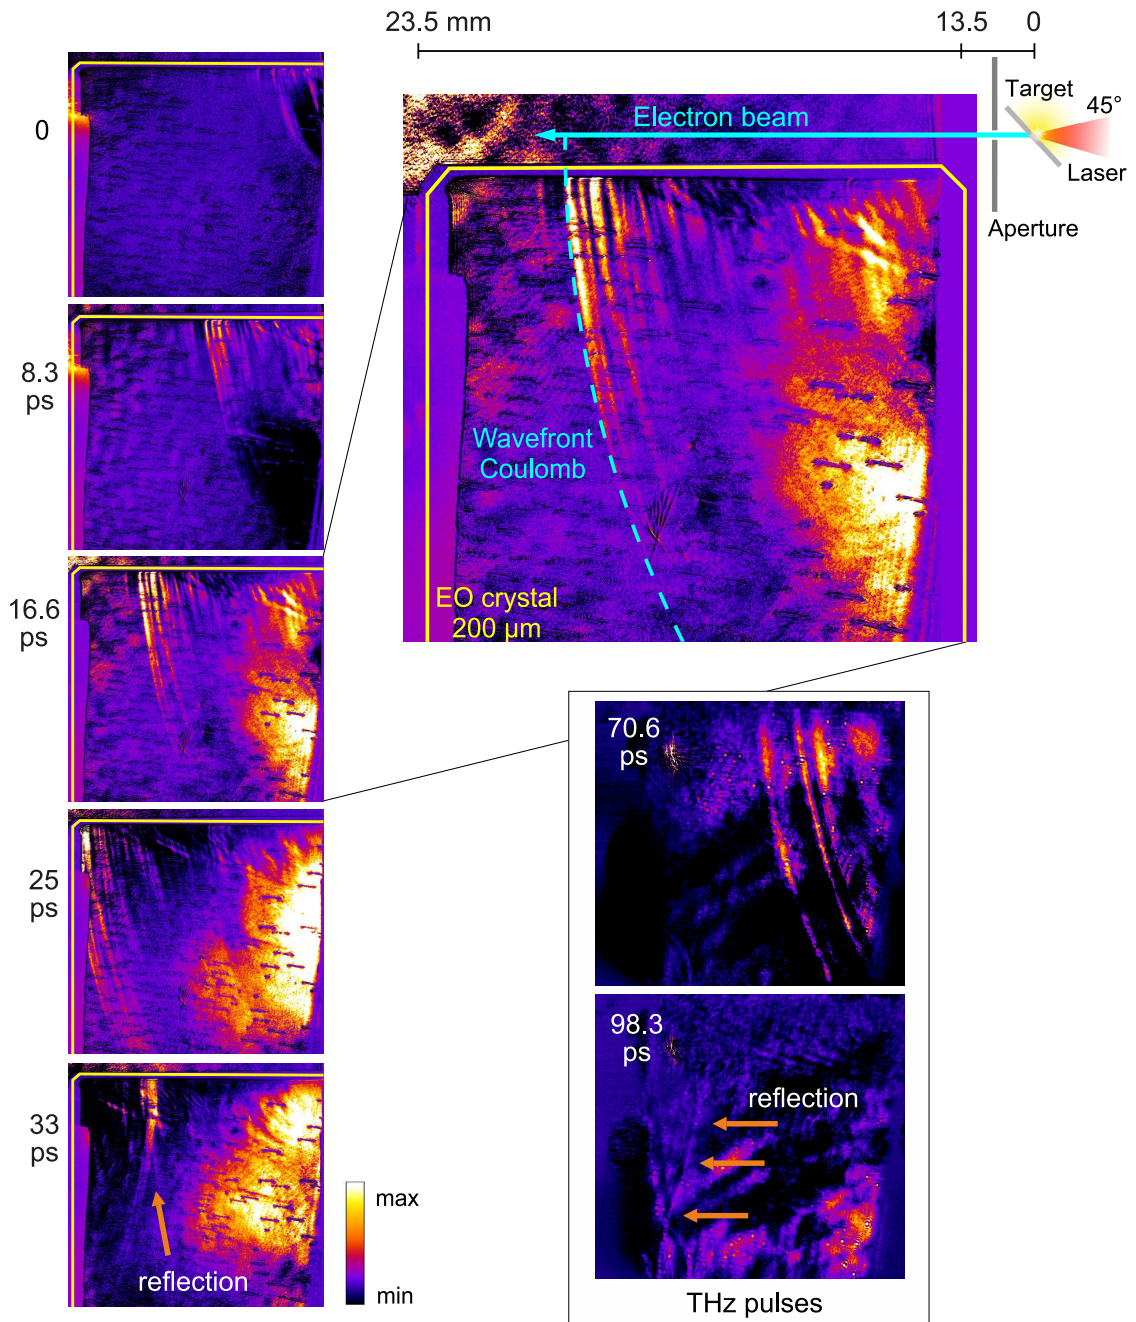 23.5 mm
13.5
0
Target
45°
Laser
Aperture
Electron beam
Wavefront
Coulomb
EO crystal
200 µm
0
8.3
ps
16.6
ps
25
ps
33
ps
reflection
max
min
70.6
ps
98.3
ps
reflection
THz pulses